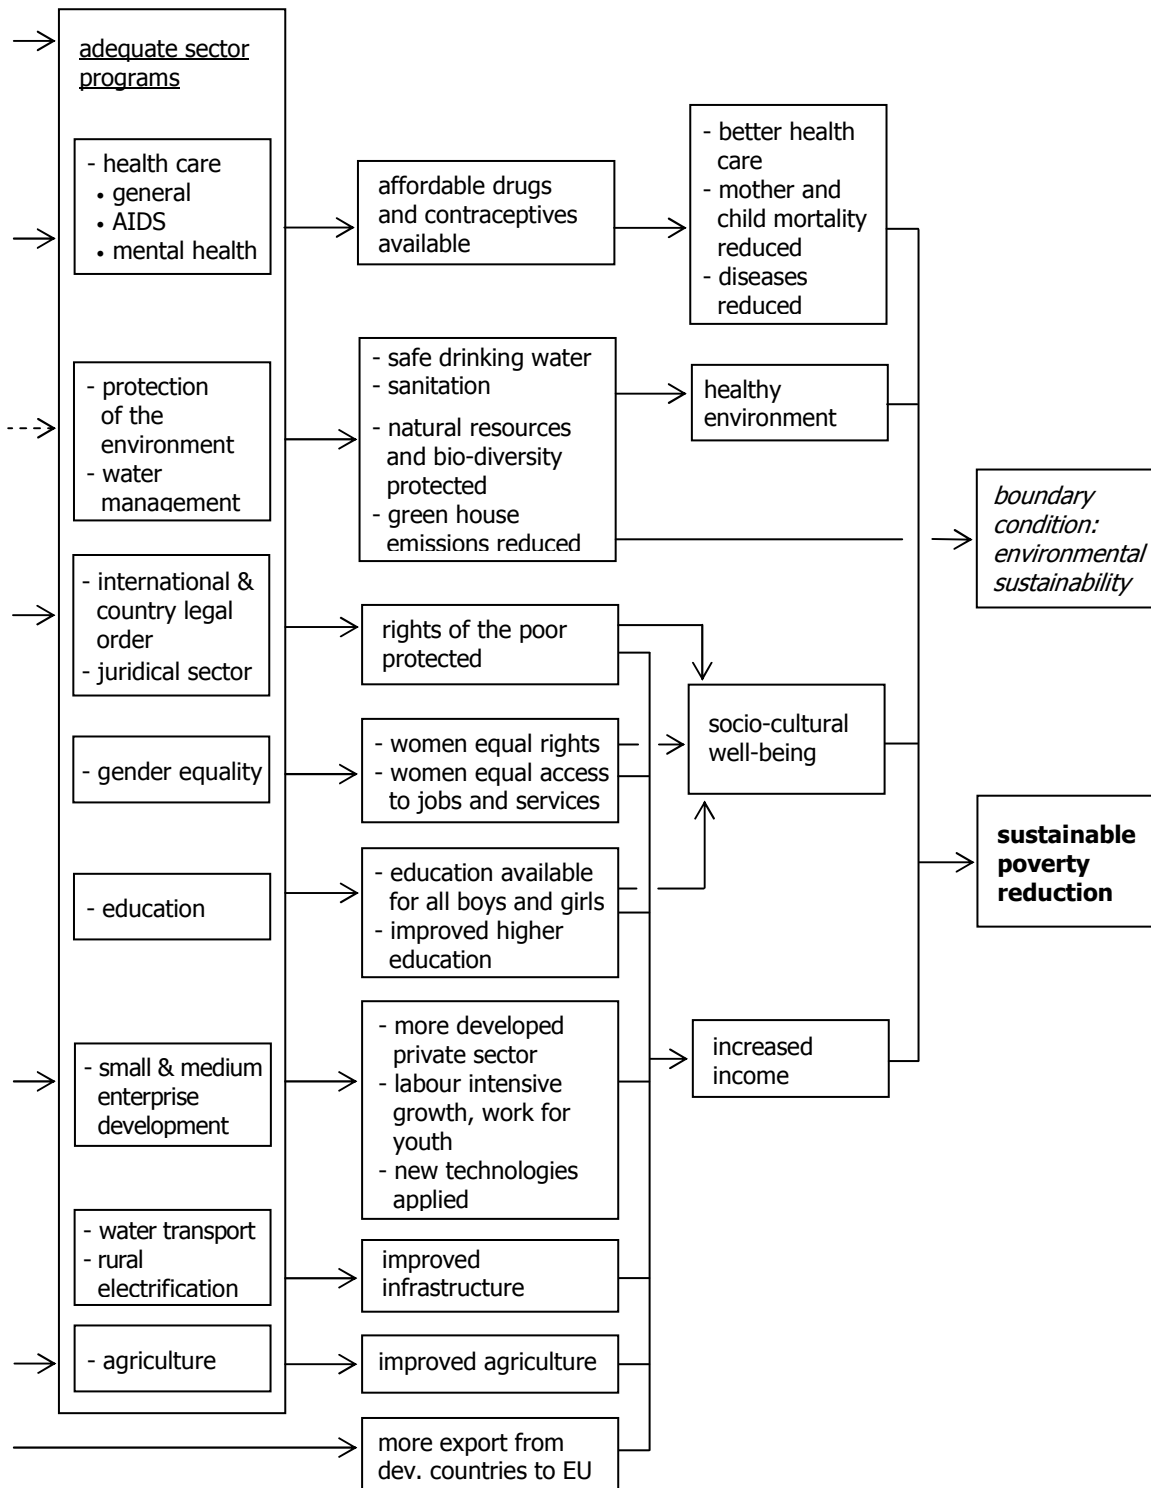 adequate sector
programs
- health care
• general
• AIDS
• mental health
- protection
of the
environment
- water
management
- international &
country legal
order
- juridical sector
- gender equality
- education
- small & medium
enterprise
development
- water transport
- rural
electrification
- agriculture
affordable drugs
and contraceptives
available
- safe drinking water
- sanitation
- natural resources
and bio-diversity
protected
- green house
emissions reduced
rights of the poor
protected
- women equal rights
- women equal access
to jobs and services
- education available
for all boys and girls
- improved higher
education
- more developed
private sector
- labour intensive
growth, work for
youth
- new technologies
applied
improved
infrastructure
improved agriculture
more export from
dev. countries to EU
- better health
care
- mother and
child mortality
reduced
- diseases
reduced
healthy
environment
socio-cultural
well-being
increased
income
boundary
condition:
environmental
sustainability
sustainable
poverty
reduction